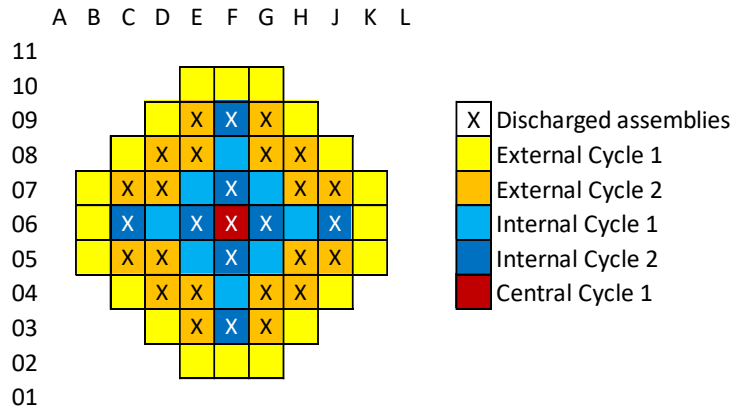 A B C D E F G H J K L
11
10
09 X X X X Discharged assemblies
08 X X X X External Cycle 1
07 X X X X X External Cycle 2
06 X X X X X Internal Cycle 1
05 X X X X X Internal Cycle 2
04 X X X X Central Cycle 1
03 X X X
02
01